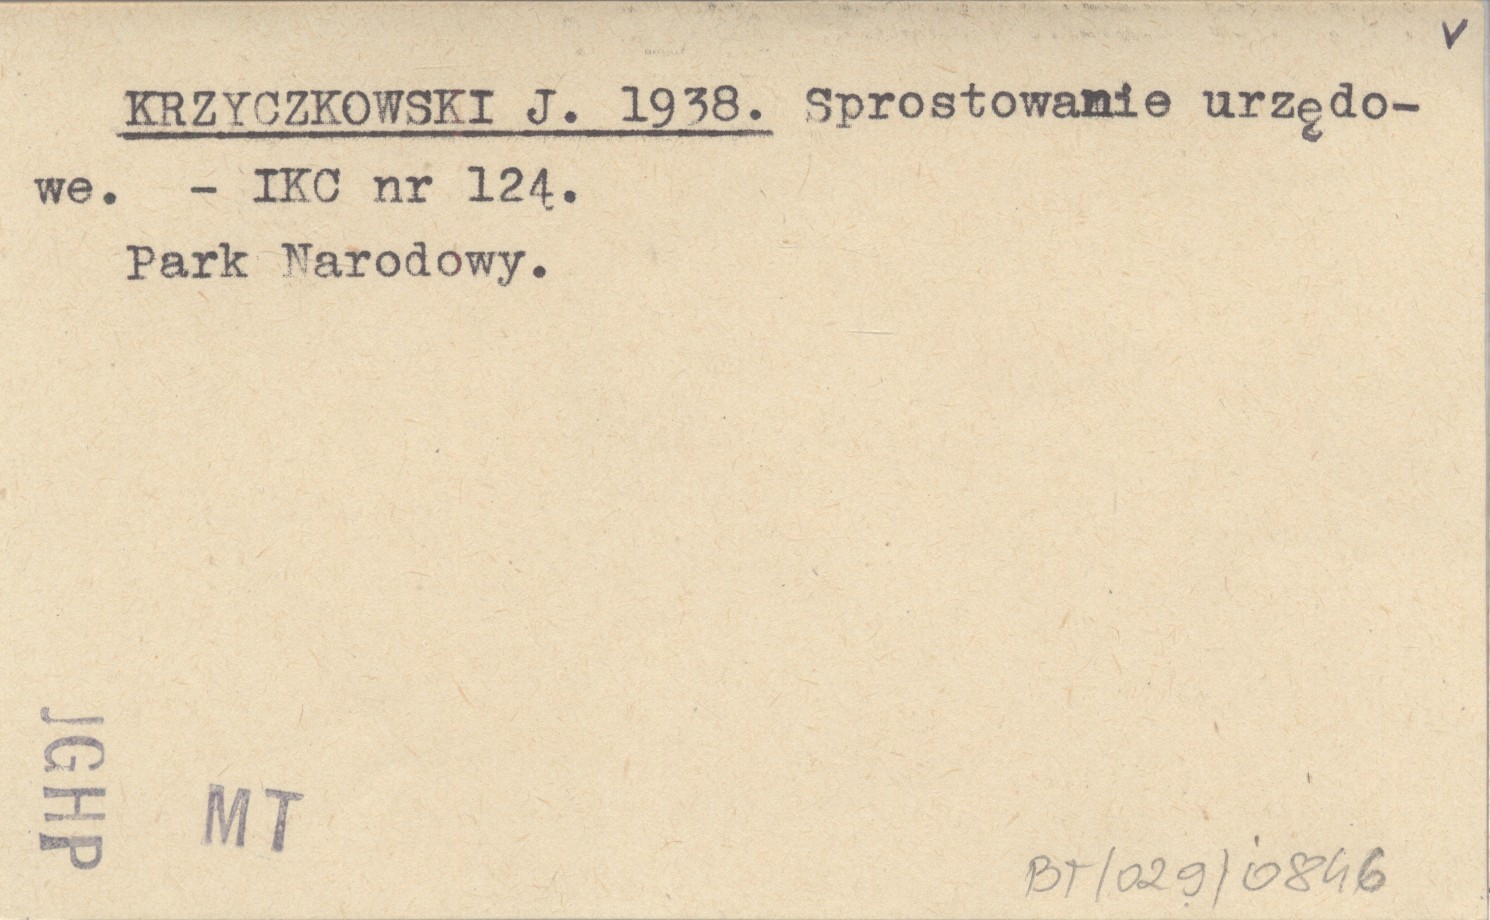 KRZYCZKOWSKI J. 1938. Sprostowanie urzędo-
we. - IKC nr 124.
Park Narodowy.
JGHP
MT
BT/029/0846